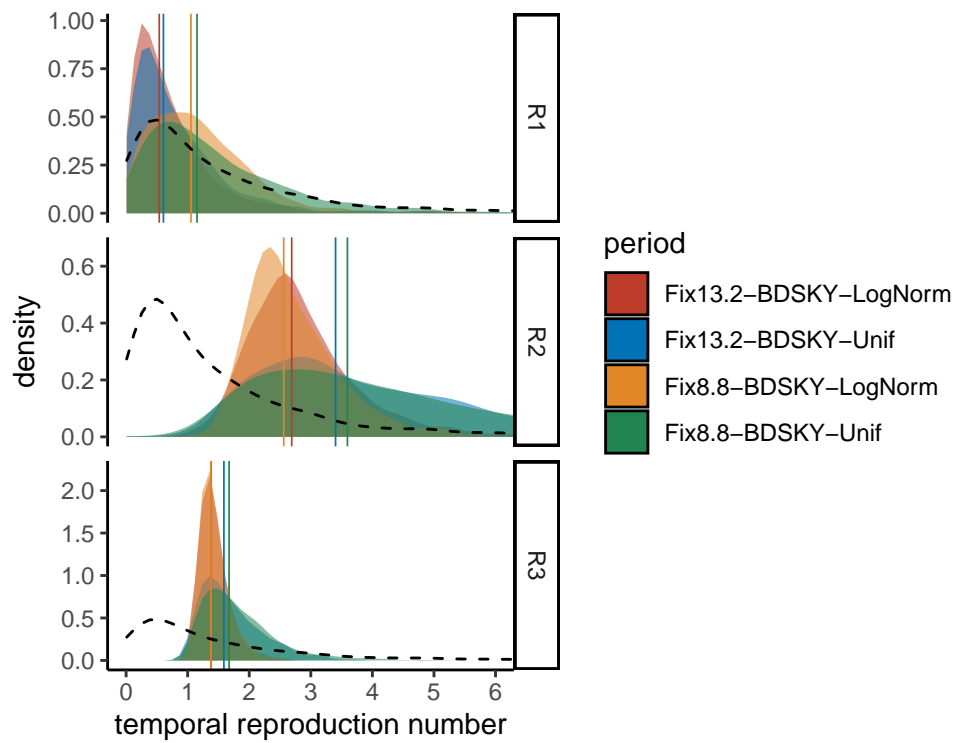 1.00
0.75
0.50
0.25
0.00
R1
0.6
0.4
0.2
0.0
R2
2.0
1.5
1.0
0.5
0.0
R3
0 1 2 3 4 5 6
temporal reproduction number
density
period
Fix13.2−BDSKY−LogNorm
Fix13.2−BDSKY−Unif
Fix8.8−BDSKY−LogNorm
Fix8.8−BDSKY−Unif